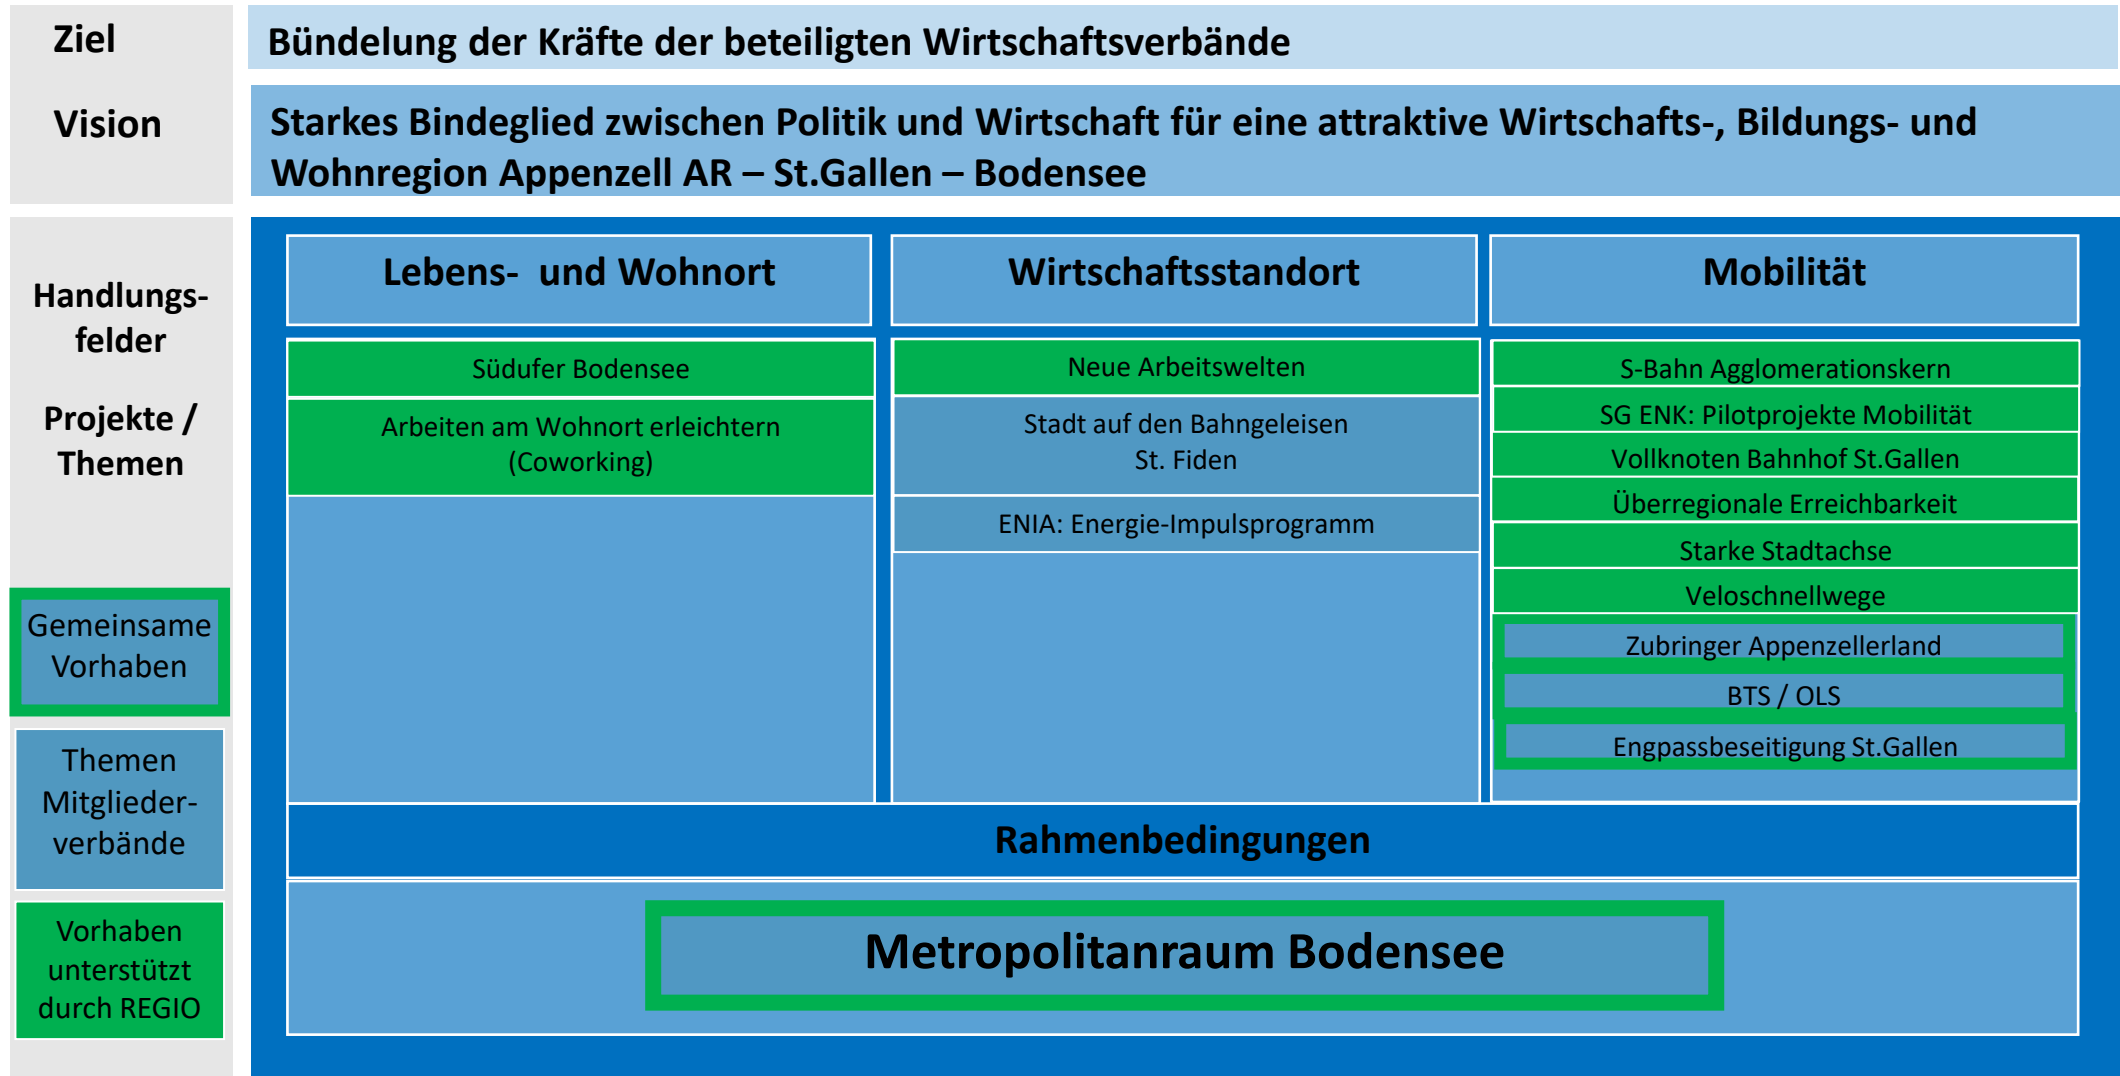 Ziel
Bündelung der Kräfte der beteiligten Wirtschaftsverbände
Vision
Starkes Bindeglied zwischen Politik und Wirtschaft für eine attraktive Wirtschafts-, Bildungs- und
Wohnregion Appenzell AR – St.Gallen – Bodensee
Handlungs-
felder
Projekte /
Themen
Gemeinsame
Vorhaben
Themen
Mitglieder-
verbände
Vorhaben
unterstützt
durch REGIO
Lebens- und Wohnort
Südufer Bodensee
Arbeiten am Wohnort erleichtern
(Coworking)
Wirtschaftsstandort
Neue Arbeitswelten
Stadt auf den Bahngeleisen
St. Fiden
ENIA: Energie-Impulsprogramm
Mobilität
S-Bahn Agglomerationskern
SG ENK: Pilotprojekte Mobilität
Vollknoten Bahnhof St.Gallen
Überregionale Erreichbarkeit
Starke Stadtachse
Veloschnellwege
Zubringer Appenzellerland
BTS / OLS
Engpassbeseitigung St.Gallen
Rahmenbedingungen
Metropolitanraum Bodensee